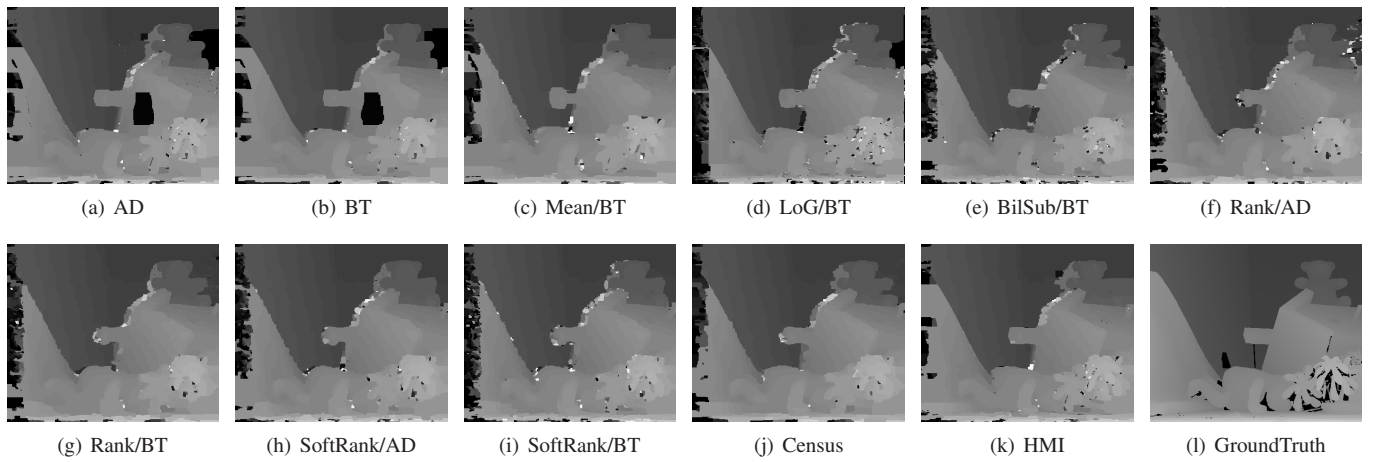 (a) AD (b) BT (c) Mean/BT (d) LoG/BT (e) BilSub/BT (f) Rank/AD
(g) Rank/BT (h) SoftRank/AD (i) SoftRank/BT (j) Census (k) HMI (l) GroundTruth